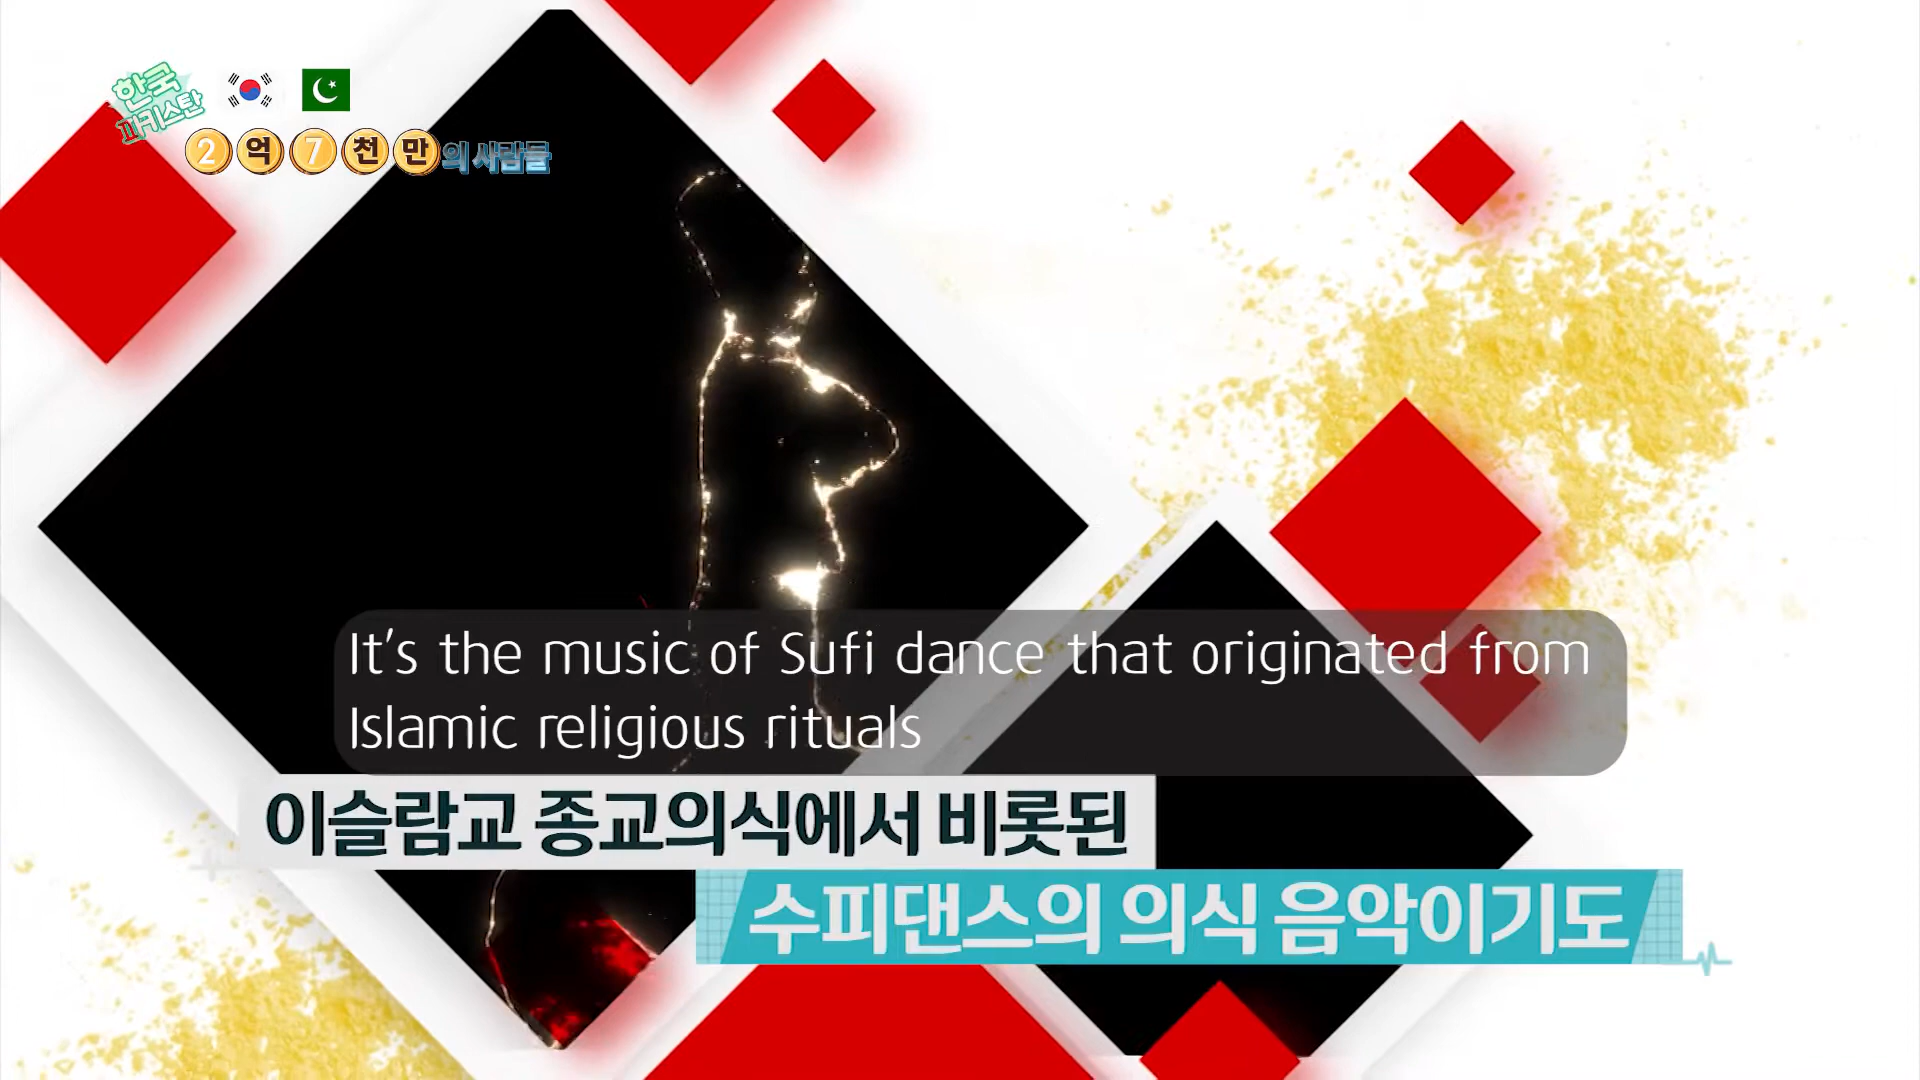 한국
파키스탄
2억7천만의 사람들
It's the music of Sufi dance that originated from
Islamic religious rituals
이슬람교 종교의식에서 비롯된
수피댄스의 의식 음악이기도